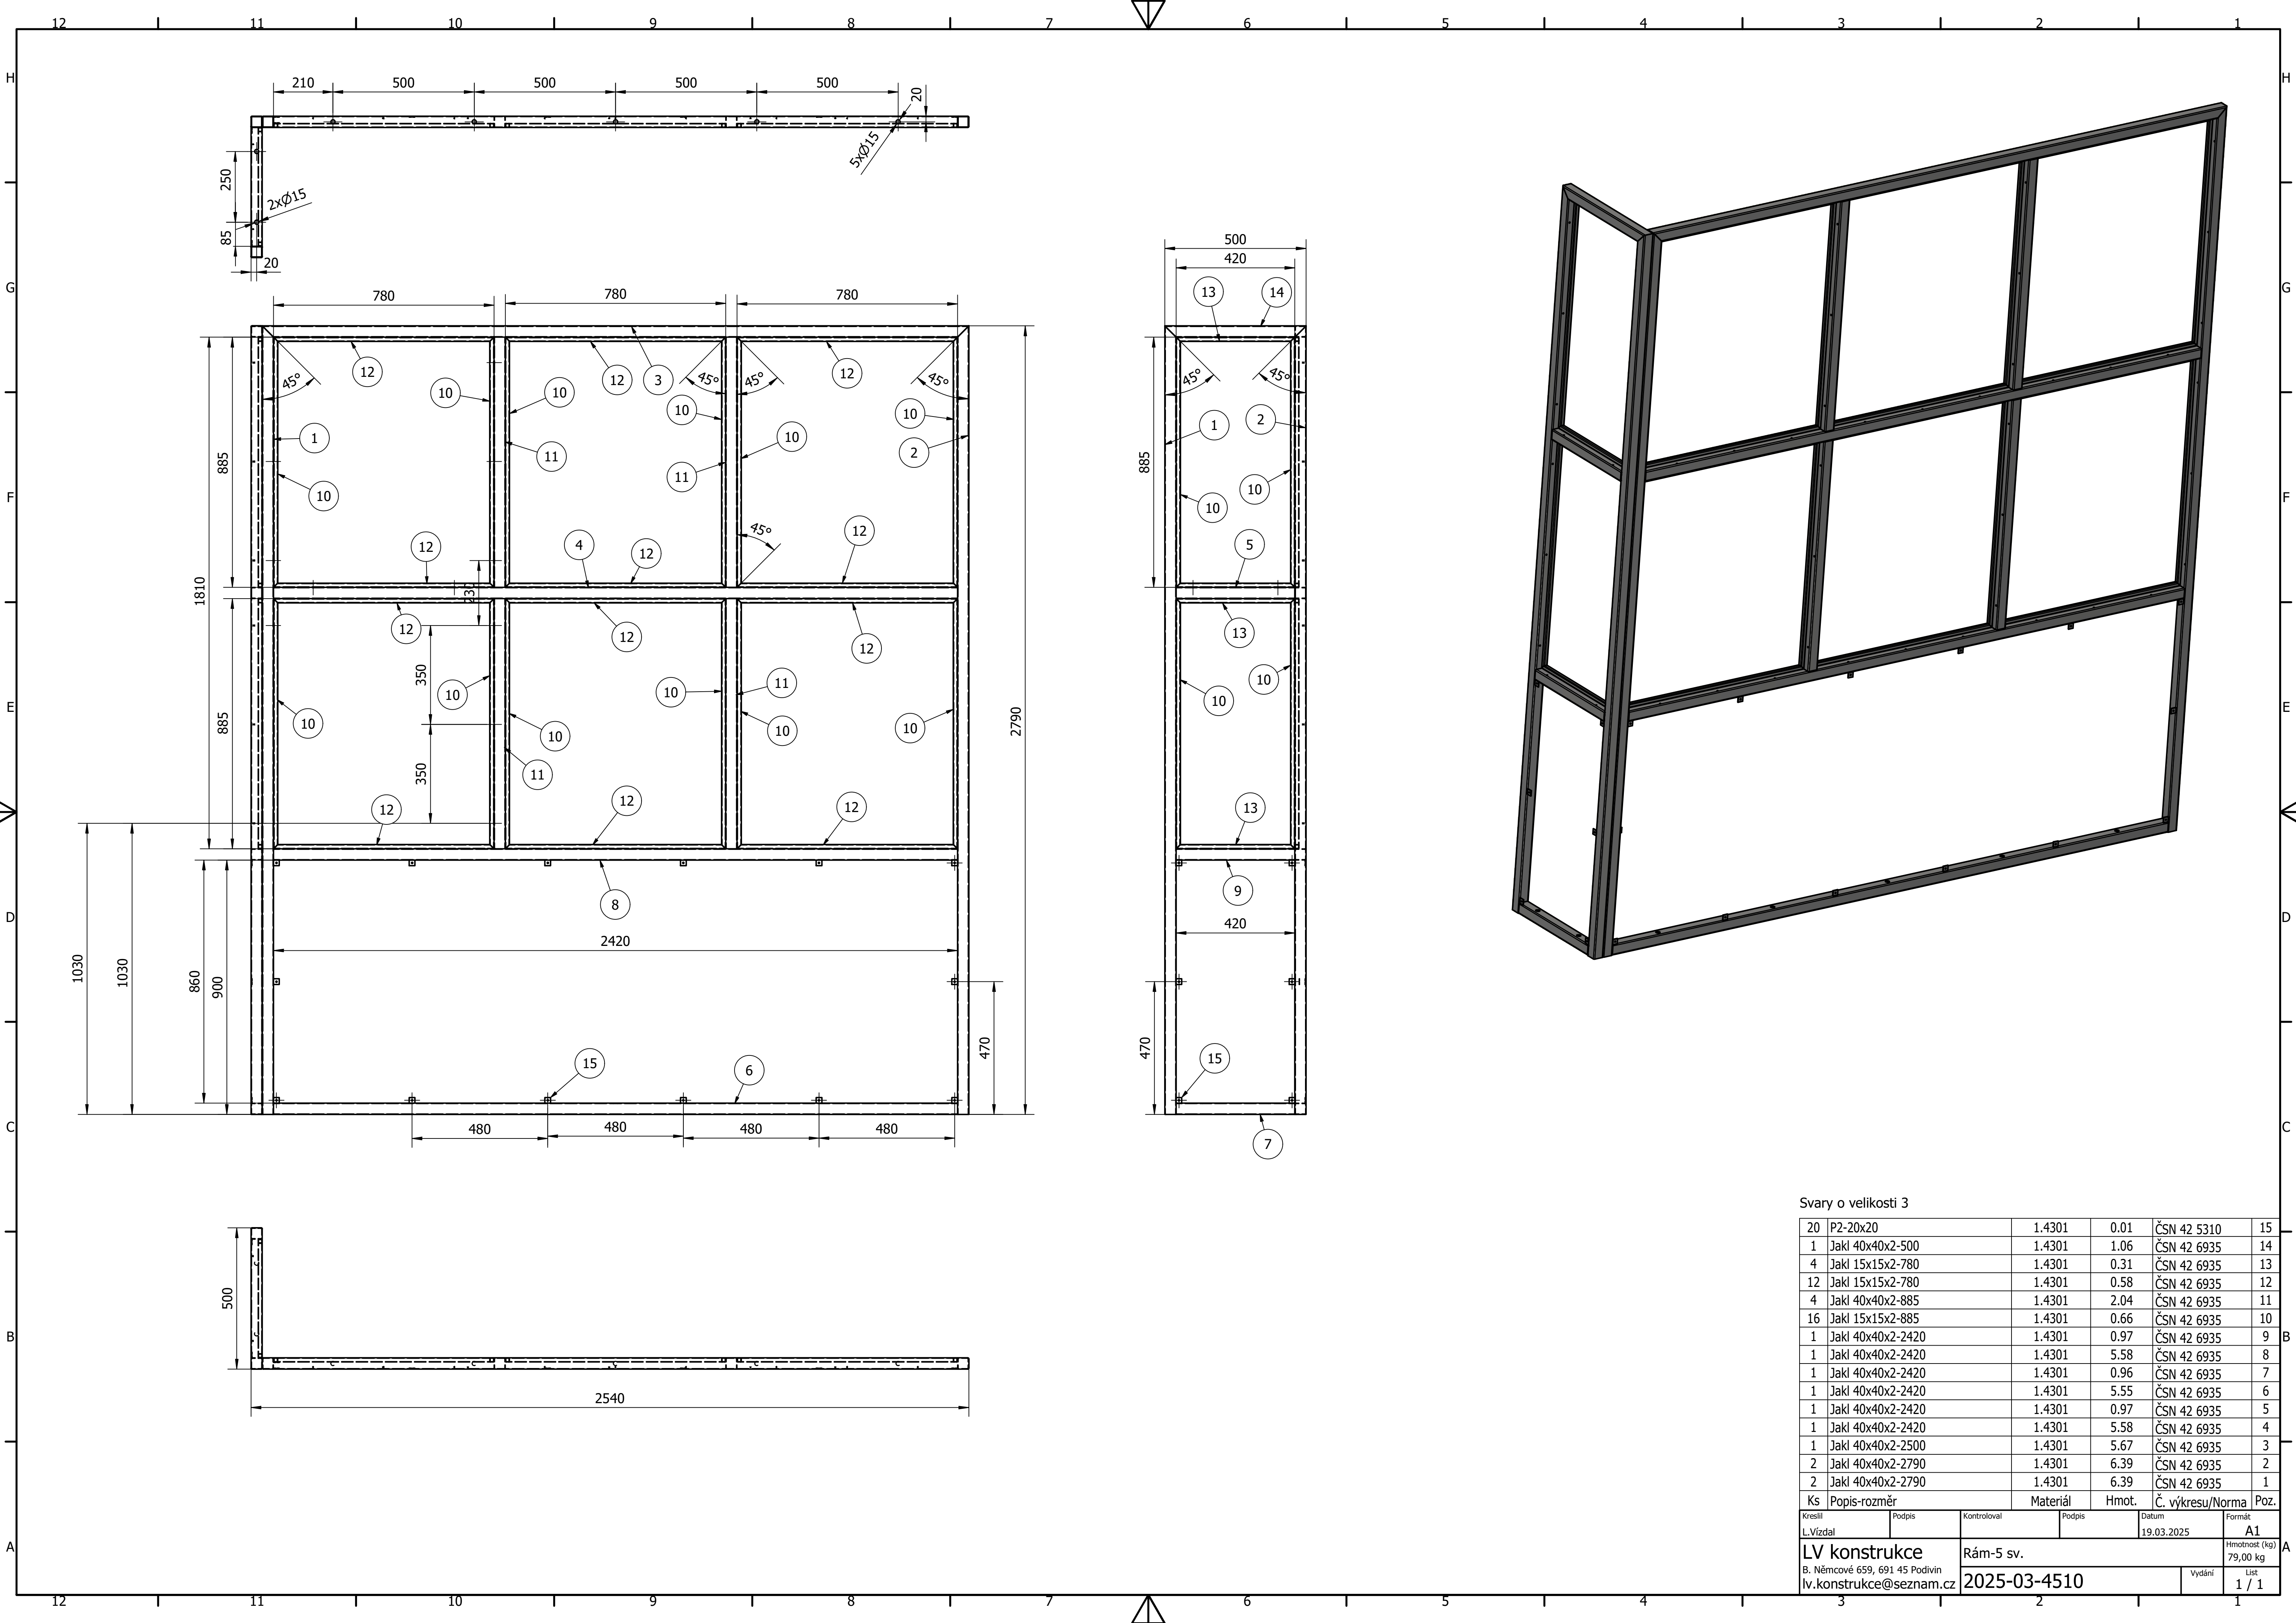 12 11 10 9 8 7 6 5 4 3 2 1
H H
G G
F F
E E
D D
C C
B B
A A
210 500 500 500 500 20
5xØ15
250
2xØ15
85
20
780 780 780
12 12 3 12
45° 45° 45° 45°
10 10 10 10
1 10 2
11 11
885
10
45°
12 4 12 12
1810
12 12 12
350
10 10 11
10 10 10 10
885
11
350
12 12 12
2790
8
2420
1030 1030 860 900
470
15 6
480 480 480 480
500
420
13 14
45° 45°
1 2
885
10 10
5
13
10 10
13
9
420
470
15
7
500
2540
Svary o velikosti 3
20 P2-20x20 1.4301 0.01 ČSN 42 5310 15
1 Jakl 40x40x2-500 1.4301 1.06 ČSN 42 6935 14
4 Jakl 15x15x2-780 1.4301 0.31 ČSN 42 6935 13
12 Jakl 15x15x2-780 1.4301 0.58 ČSN 42 6935 12
4 Jakl 40x40x2-885 1.4301 2.04 ČSN 42 6935 11
16 Jakl 15x15x2-885 1.4301 0.66 ČSN 42 6935 10
1 Jakl 40x40x2-2420 1.4301 0.97 ČSN 42 6935 9
1 Jakl 40x40x2-2420 1.4301 5.58 ČSN 42 6935 8
1 Jakl 40x40x2-2420 1.4301 0.96 ČSN 42 6935 7
1 Jakl 40x40x2-2420 1.4301 5.55 ČSN 42 6935 6
1 Jakl 40x40x2-2420 1.4301 0.97 ČSN 42 6935 5
1 Jakl 40x40x2-2420 1.4301 5.58 ČSN 42 6935 4
1 Jakl 40x40x2-2500 1.4301 5.67 ČSN 42 6935 3
2 Jakl 40x40x2-2790 1.4301 6.39 ČSN 42 6935 2
2 Jakl 40x40x2-2790 1.4301 6.39 ČSN 42 6935 1
Ks Popis-rozměr Materiál Hmot. Č. výkresu/Norma Poz.
Kreslil Podpis Kontroloval Podpis Datum Formát
L.Vízdal 19.03.2025 A1
LV konstrukce Rám-5 sv. Hmotnost (kg)
79,00 kg
B. Němcové 659, 691 45 Podivin
lv.konstrukce@seznam.cz 2025-03-4510 Vydání List
1 / 1
12 11 10 9 8 7 6 5 4 3 2 1